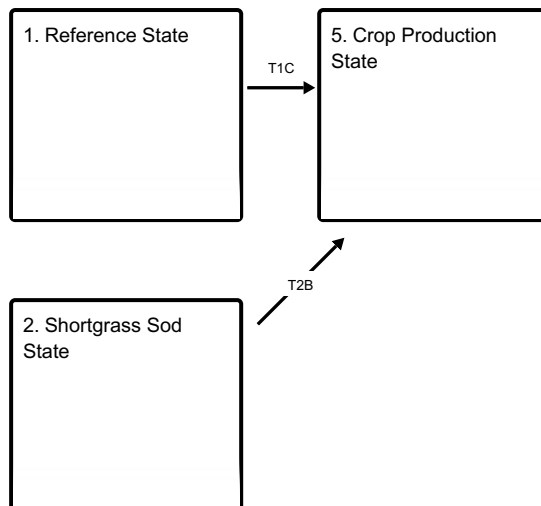 1. Reference State
5. Crop Production
State
T1C
T2B
2. Shortgrass Sod
State